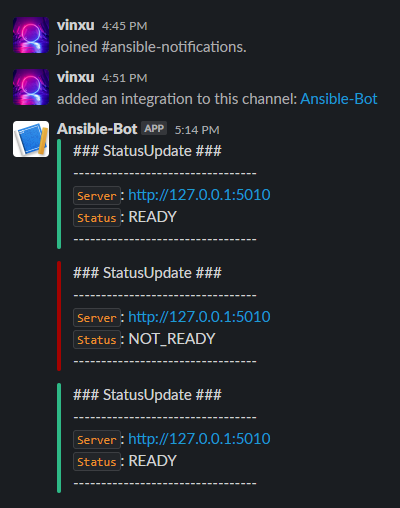 vinxu 4:45 PM
joined #ansible-notifications.
vinxu 4:51 PM
added an integration to this channel: Ansible-Bot
Ansible-Bot APP 5:14 PM
### StatusUpdate ###
---------------------------------
Server: http://127.0.0.1:5010
Status: READY
---------------------------------
### StatusUpdate ###
---------------------------------
Server: http://127.0.0.1:5010
Status: NOT_READY
---------------------------------
### StatusUpdate ###
---------------------------------
Server: http://127.0.0.1:5010
Status: READY
---------------------------------